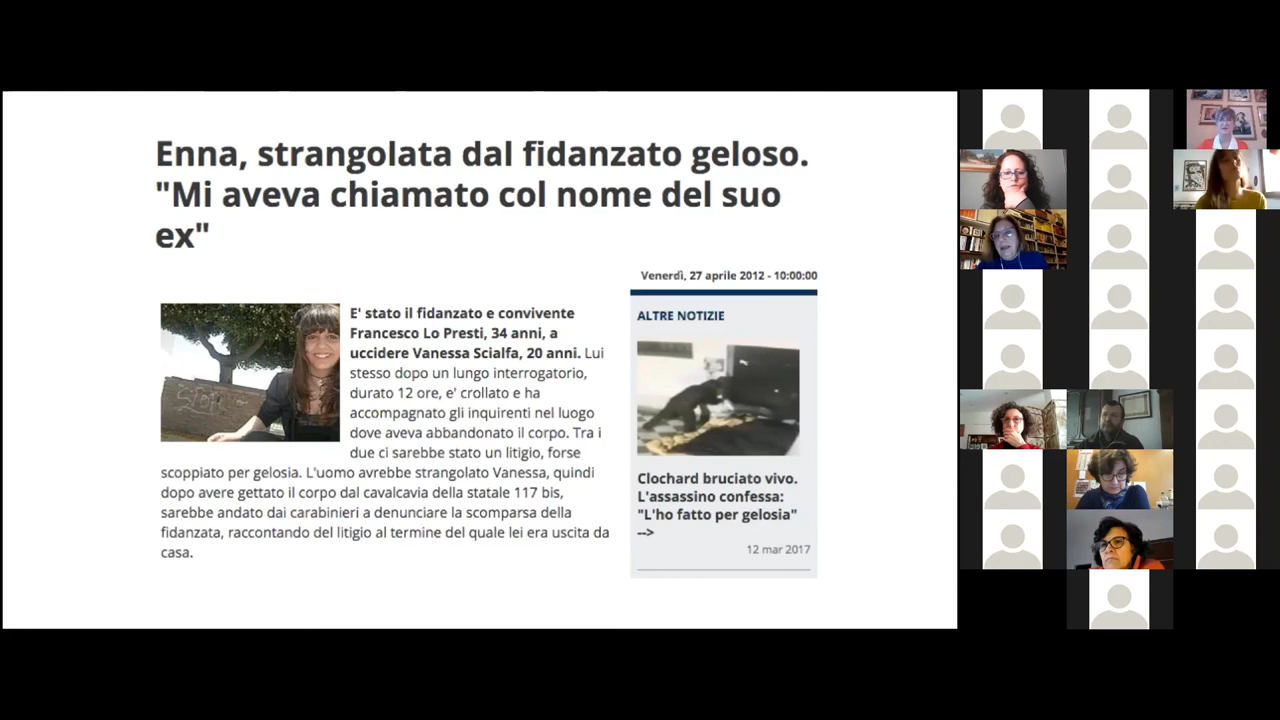 Enna, strangolata dal fidanzato geloso.
"Mi aveva chiamato col nome del suo
ex"
Venerdì, 27 aprile 2012 - 10:00:00
E' stato il fidanzato e convivente
Francesco Lo Presti, 34 anni, a
uccidere Vanessa Scialfa, 20 anni. Lui
stesso dopo un lungo interrogatorio,
durato 12 ore, e' crollato e ha
accompagnato gli inquirenti nel luogo
dove aveva abbandonato il corpo. Tra i
due ci sarebbe stato un litigio, forse
scoppiato per gelosia. L'uomo avrebbe strangolato Vanessa, quindi
dopo avere gettato il corpo dal cavalcavia della statale 117 bis,
sarebbe andato dai carabinieri a denunciare la scomparsa della
fidanzata, raccontando del litigio al termine del quale lei era uscita da
casa.
ALTRE NOTIZIE
Clochard bruciato vivo.
L'assassino confessa:
"L'ho fatto per gelosia"
-->
12 mar 2017